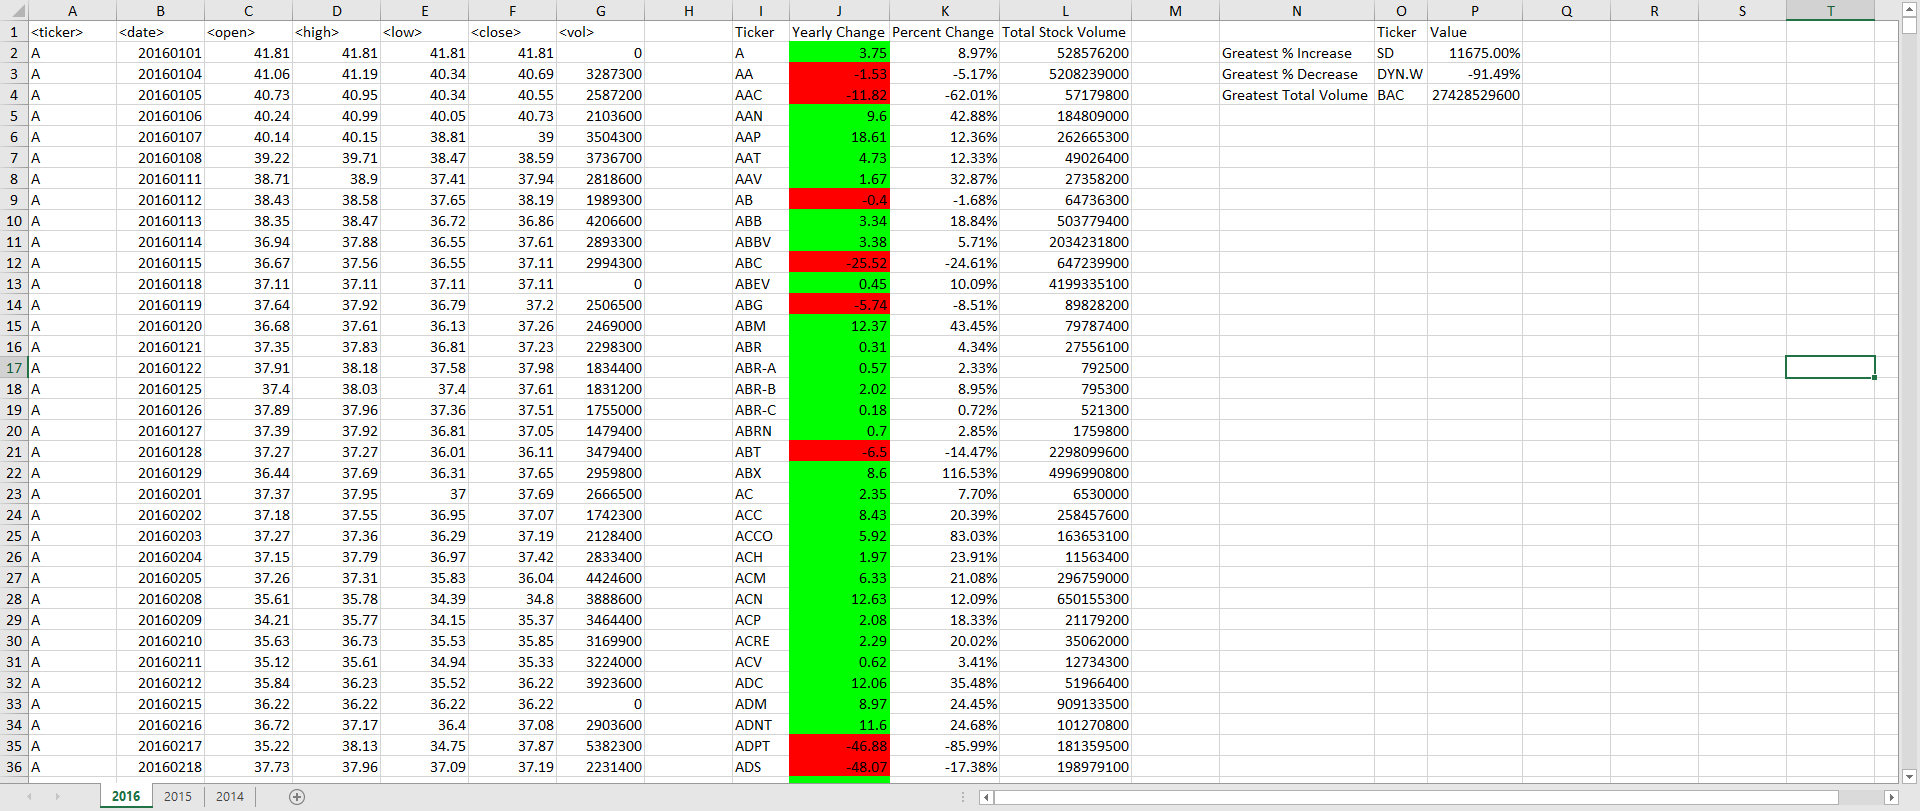 A B C D E F G H I J K L M N O P Q R S T
1 <ticker> <date> <open> <high> <low> <close> <vol> Ticker Yearly Change Percent Change Total Stock Volume Ticker Value
2 A 20160101 41.81 41.81 41.81 41.81 0 A 3.75 8.97% 528576200 Greatest % Increase SD 11675.00%
3 A 20160104 41.06 41.19 40.34 40.69 3287300 AA -1.53 -5.17% 5208239000 Greatest % Decrease DYN.W -91.49%
4 A 20160105 40.73 40.95 40.34 40.55 2587200 AAC -11.82 -62.01% 57179800 Greatest Total Volume BAC 27428529600
5 A 20160106 40.24 40.99 40.05 40.73 2103600 AAN 9.6 42.88% 184809000
6 A 20160107 40.14 40.15 38.81 39 3504300 AAP 18.61 12.36% 262665300
7 A 20160108 39.22 39.71 38.47 38.59 3736700 AAT 4.73 12.33% 49026400
8 A 20160111 38.71 38.9 37.41 37.94 2818600 AAV 1.67 32.87% 27358200
9 A 20160112 38.43 38.58 37.65 38.19 1989300 AB -0.4 -1.68% 64736300
10 A 20160113 38.35 38.47 36.72 36.86 4206600 ABB 3.34 18.84% 503779400
11 A 20160114 36.94 37.88 36.55 37.61 2893300 ABBV 3.38 5.71% 2034231800
12 A 20160115 36.67 37.56 36.55 37.11 2994300 ABC -25.52 -24.61% 647239900
13 A 20160118 37.11 37.11 37.11 37.11 0 ABEV 0.45 10.09% 4199335100
14 A 20160119 37.64 37.92 36.79 37.2 2506500 ABG -5.74 -8.51% 89828200
15 A 20160120 36.68 37.61 36.13 37.26 2469000 ABM 12.37 43.45% 79787400
16 A 20160121 37.35 37.83 36.81 37.23 2298300 ABR 0.31 4.34% 27556100
17 A 20160122 37.91 38.18 37.58 37.98 1834400 ABR-A 0.57 2.33% 792500
18 A 20160125 37.4 38.03 37.4 37.61 1831200 ABR-B 2.02 8.95% 795300
19 A 20160126 37.89 37.96 37.36 37.51 1755000 ABR-C 0.18 0.72% 521300
20 A 20160127 37.39 37.92 36.81 37.05 1479400 ABRN 0.7 2.85% 1759800
21 A 20160128 37.27 37.27 36.01 36.11 3479400 ABT -6.5 -14.47% 2298099600
22 A 20160129 36.44 37.69 36.31 37.65 2959800 ABX 8.6 116.53% 4996990800
23 A 20160201 37.37 37.95 37 37.69 2666500 AC 2.35 7.70% 6530000
24 A 20160202 37.18 37.55 36.95 37.07 1742300 ACC 8.43 20.39% 258457600
25 A 20160203 37.27 37.36 36.29 37.19 2128400 ACCO 5.92 83.03% 163653100
26 A 20160204 37.15 37.79 36.97 37.42 2833400 ACH 1.97 23.91% 11563400
27 A 20160205 37.26 37.31 35.83 36.04 4424600 ACM 6.33 21.08% 296759000
28 A 20160208 35.61 35.78 34.39 34.8 3888600 ACN 12.63 12.09% 650155300
29 A 20160209 34.21 35.77 34.15 35.37 3464400 ACP 2.08 18.33% 21179200
30 A 20160210 35.63 36.73 35.53 35.85 3169900 ACRE 2.29 20.02% 35062000
31 A 20160211 35.12 35.61 34.94 35.33 3224000 ACV 0.62 3.41% 12734300
32 A 20160212 35.84 36.23 35.52 36.22 3923600 ADC 12.06 35.48% 51966400
33 A 20160215 36.22 36.22 36.22 36.22 0 ADM 8.97 24.45% 909133500
34 A 20160216 36.72 37.17 36.4 37.08 2903600 ADNT 11.6 24.68% 101270800
35 A 20160217 35.22 38.13 34.75 37.87 5382300 ADPT -46.88 -85.99% 181359500
36 A 20160218 37.73 37.96 37.09 37.19 2231400 ADS -48.07 -17.38% 198979100
2016 2015 2014